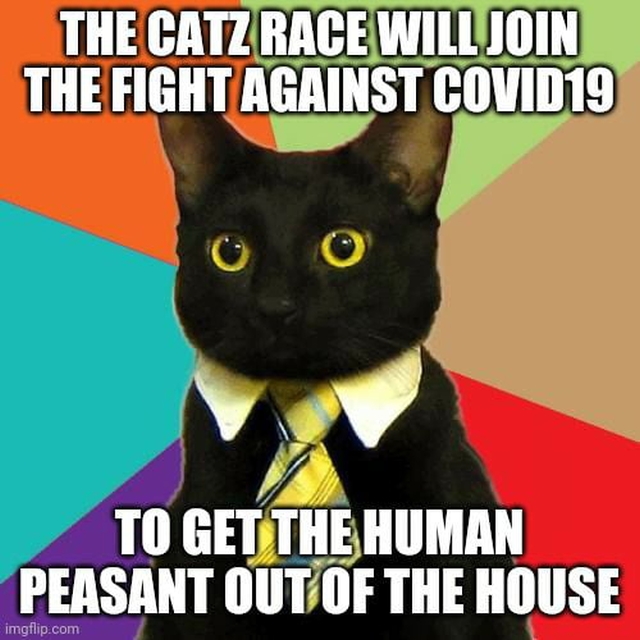 THE CATZ RACE WILL JOIN
THE FIGHT AGAINST COVID19
TO GET THE HUMAN
PEASANT OUT OF THE HOUSE
imgflip.com